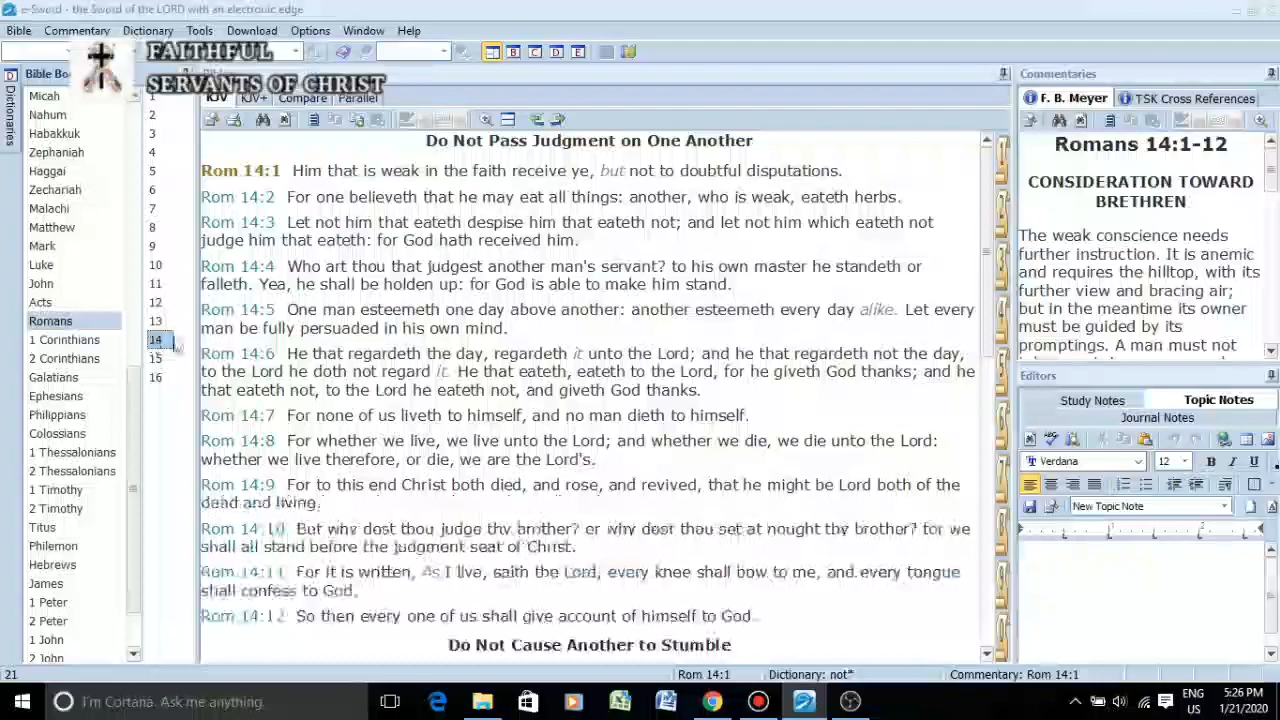 e-Sword - the Sword of the LORD with an electronic edge
Bible Commentary Dictionary Tools Download Options Window Help
FAITHFUL
SERVANTS OF CHRIST
B C D E
Dictionaries
Bible Boo
Micah
Nahum
Habakkuk
Zephaniah
Haggai
Zechariah
Malachi
Matthew
Mark
Luke
John
Acts
Romans
1 Corinthians
2 Corinthians
Galatians
Ephesians
Philippians
Colossians
1 Thessalonians
2 Thessalonians
1 Timothy
2 Timothy
Titus
Philemon
Hebrews
James
1 Peter
2 Peter
1 John
2 John
1
2
3
4
5
6
7
8
9
10
11
12
13
14
15
16
KJV KJV+ Compare Parallel
Do Not Pass Judgment on One Another
Rom 14:1 Him that is weak in the faith receive ye, but not to doubtful disputations.
Rom 14:2 For one believeth that he may eat all things: another, who is weak, eateth herbs.
Rom 14:3 Let not him that eateth despise him that eateth not; and let not him which eateth not
judge him that eateth: for God hath received him.
Rom 14:4 Who art thou that judgest another man's servant? to his own master he standeth or
falleth. Yea, he shall be holden up: for God is able to make him stand.
Rom 14:5 One man esteemeth one day above another: another esteemeth every day alike. Let every
man be fully persuaded in his own mind.
Rom 14:6 He that regardeth the day, regardeth it unto the Lord; and he that regardeth not the day,
to the Lord he doth not regard it. He that eateth, eateth to the Lord, for he giveth God thanks; and he
that eateth not, to the Lord he eateth not, and giveth God thanks.
Rom 14:7 For none of us liveth to himself, and no man dieth to himself.
Rom 14:8 For whether we live, we live unto the Lord; and whether we die, we die unto the Lord:
whether we live therefore, or die, we are the Lord's.
Rom 14:9 For to this end Christ both died, and rose, and revived, that he might be Lord both of the
dead and living.
Rom 14:10 But why dost thou judge thy brother? or why dost thou set at nought thy brother? for we
shall all stand before the judgment seat of Christ.
Rom 14:11 For it is written, As I live, saith the Lord, every knee shall bow to me, and every tongue
shall confess to God.
Rom 14:12 So then every one of us shall give account of himself to God.
Do Not Cause Another to Stumble
Commentaries
F. B. Meyer TSK Cross References
Romans 14:1-12
CONSIDERATION TOWARD
BRETHREN
The weak conscience needs
further instruction. It is anemic
and requires the hilltop, with its
further view and bracing air;
but in the meantime its owner
must be guided by its
promptings. A man must not
Editors
Study Notes Topic Notes
Journal Notes
Verdana 12 B I U
New Topic Note
1 2
21 Rom 14:1 Dictionary: not* Commentary: Rom 14:1
I'm Cortana. Ask me anything.
ENG
US
5:26 PM
1/21/2020